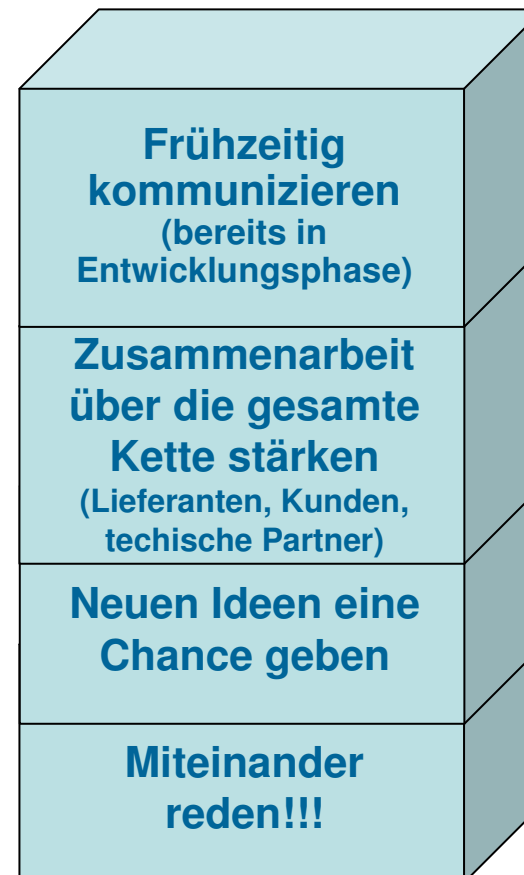 Frühzeitig
kommunizieren
(bereits in
Entwicklungsphase)
Zusammenarbeit
über die gesamte
Kette stärken
(Lieferanten, Kunden,
techische Partner)
Neuen Ideen eine
Chance geben
Miteinander
reden!!!